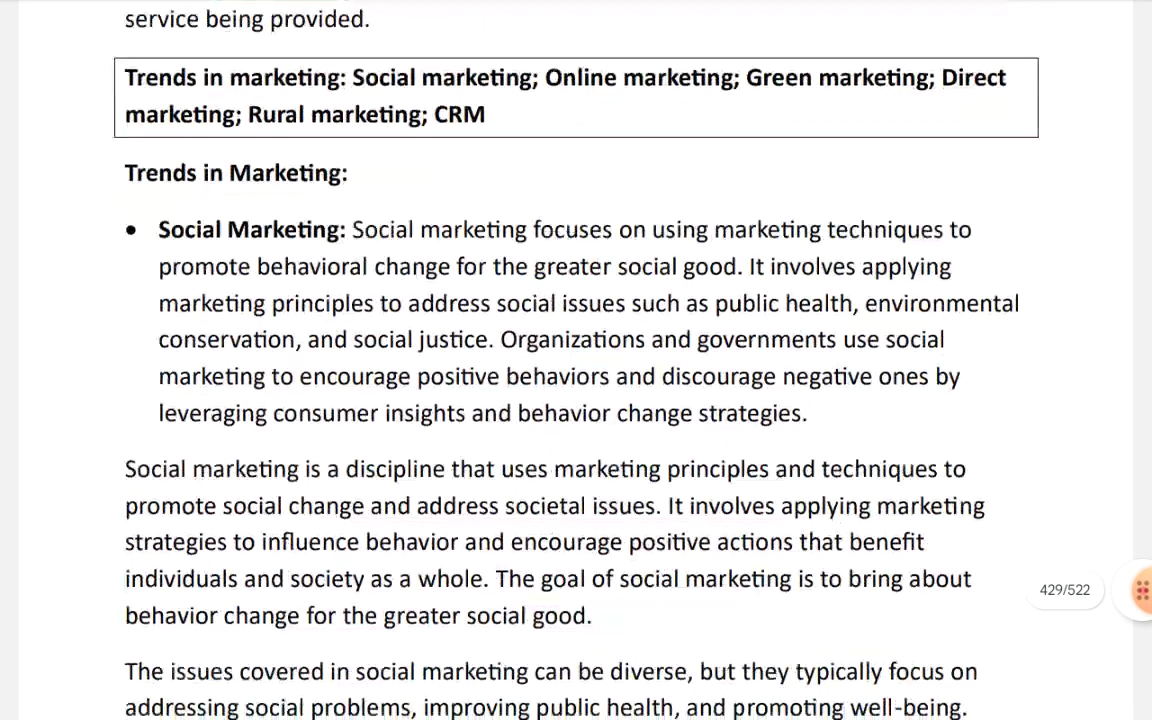 service being provided.
Trends in marketing: Social marketing; Online marketing; Green marketing; Direct
marketing; Rural marketing; CRM
Trends in Marketing:
• Social Marketing: Social marketing focuses on using marketing techniques to
promote behavioral change for the greater social good. It involves applying
marketing principles to address social issues such as public health, environmental
conservation, and social justice. Organizations and governments use social
marketing to encourage positive behaviors and discourage negative ones by
leveraging consumer insights and behavior change strategies.
Social marketing is a discipline that uses marketing principles and techniques to
promote social change and address societal issues. It involves applying marketing
strategies to influence behavior and encourage positive actions that benefit
individuals and society as a whole. The goal of social marketing is to bring about
behavior change for the greater social good.
429/522
The issues covered in social marketing can be diverse, but they typically focus on
addressing social problems, improving public health, and promoting well-being.